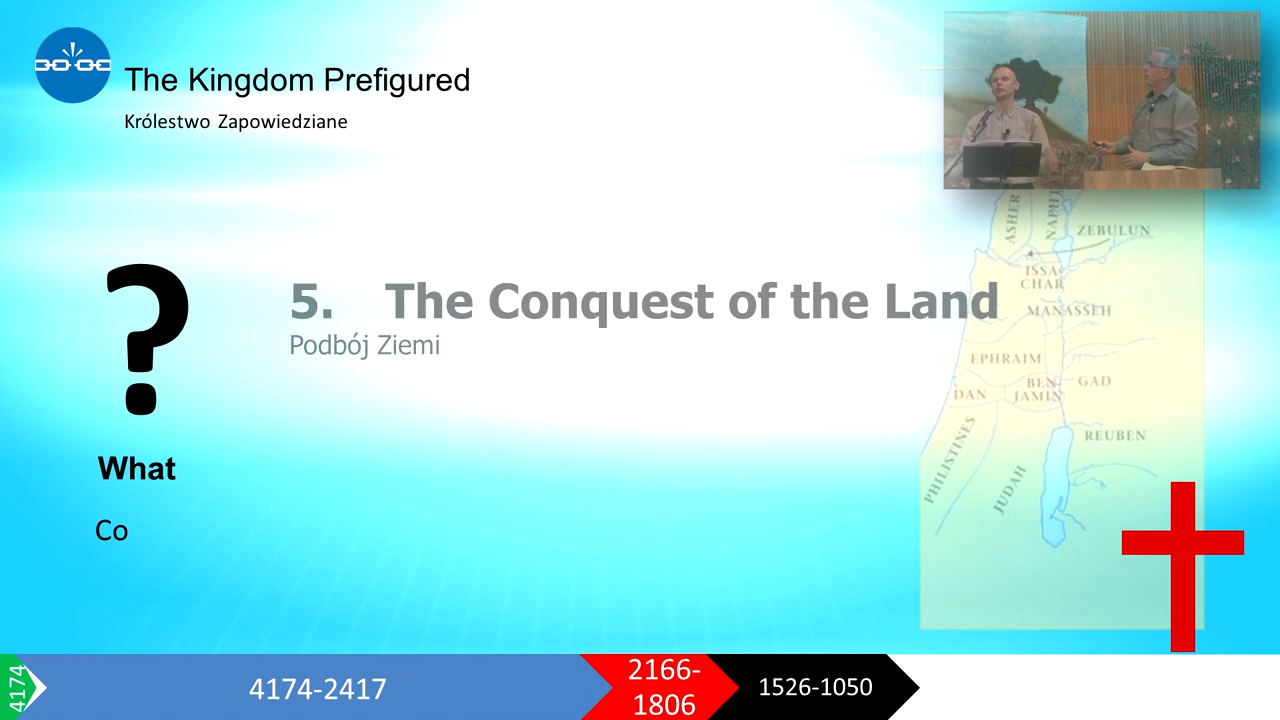 The Kingdom Prefigured
Królestwo Zapowiedziane
?
5. The Conquest of the Land
Podbój Ziemi
What
Co
ASHER
NAPHT
ZEBULUN
ISSA-
CHAR
MANASSEH
EPHRAIM
DAN
BEN-
JAMIN
GAD
REUBEN
PHILISTINES
JUDAH
4174
4174-2417
2166-
1806
1526-1050